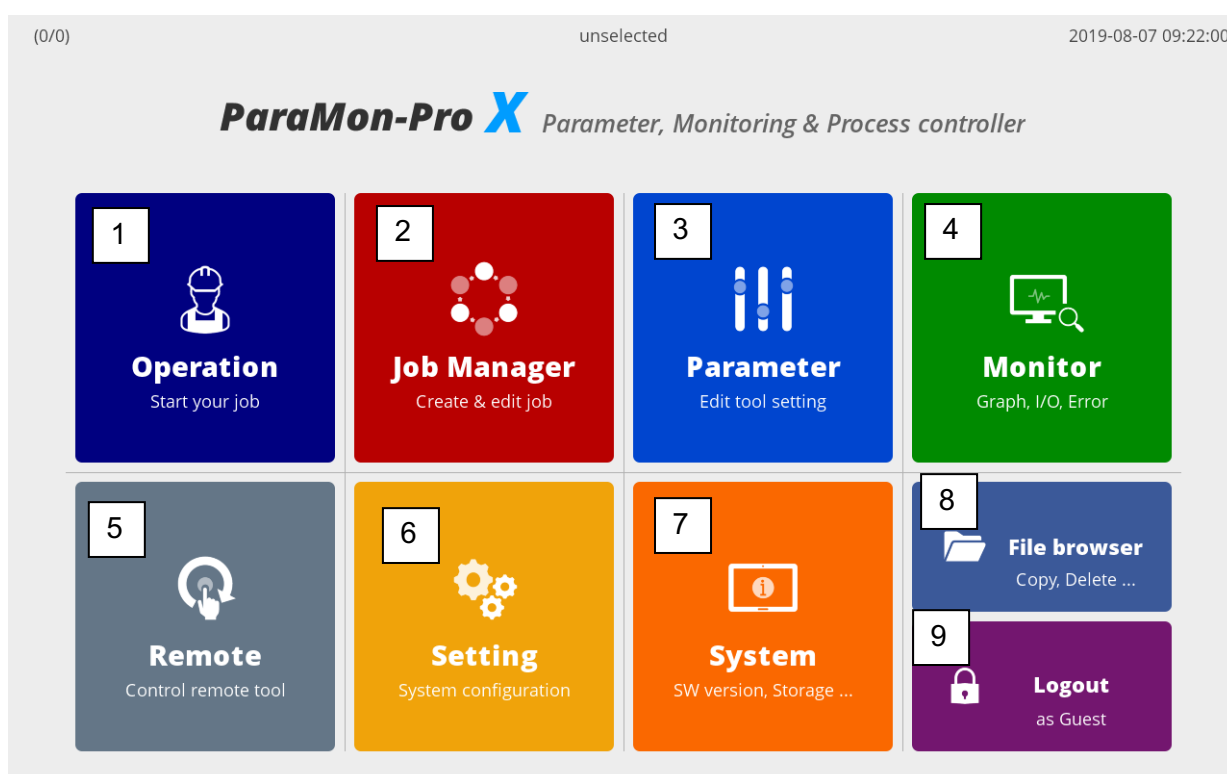 (0/0) unselected 2019-08-07 09:22:00
ParaMon-Pro X Parameter, Monitoring & Process controller
1
Operation
Start your job
2
Job Manager
Create & edit job
3
Parameter
Edit tool setting
4
Monitor
Graph, I/O, Error
5
Remote
Control remote tool
6
Setting
System configuration
7
System
SW version, Storage ...
8
File browser
Copy, Delete ...
9
Logout
as Guest